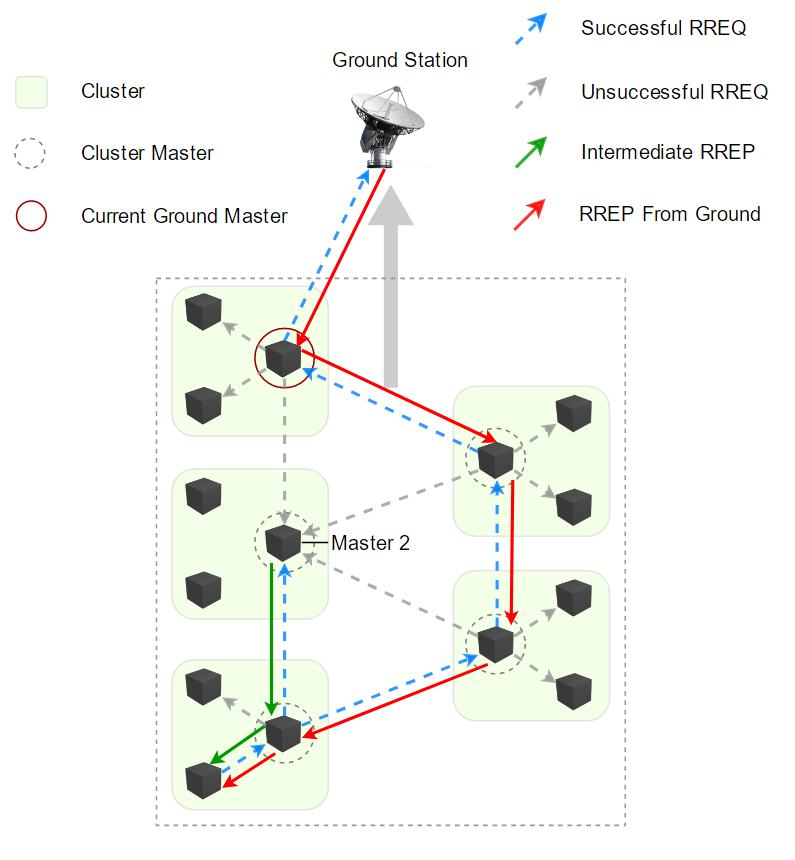 Successful RREQ
Ground Station
Cluster
Unsuccessful RREQ
Cluster Master
Intermediate RREP
Current Ground Master
RREP From Ground
Master 2